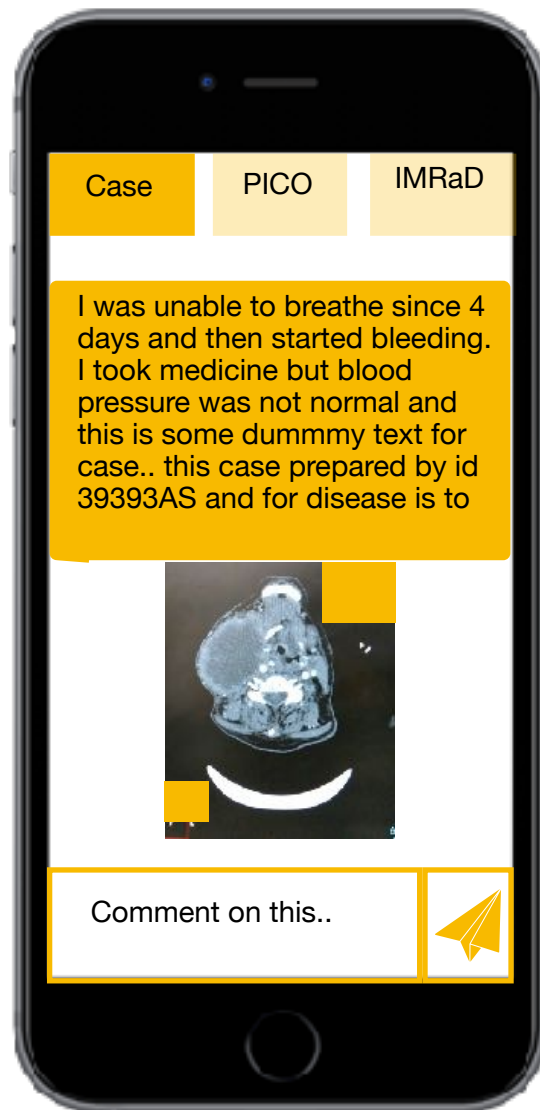 Case
PICO
IMRaD
I was unable to breathe since 4
days and then started bleeding.
I took medicine but blood
pressure was not normal and
this is some dummmy text for
case.. this case prepared by id
39393AS and for disease is to
Comment on this..